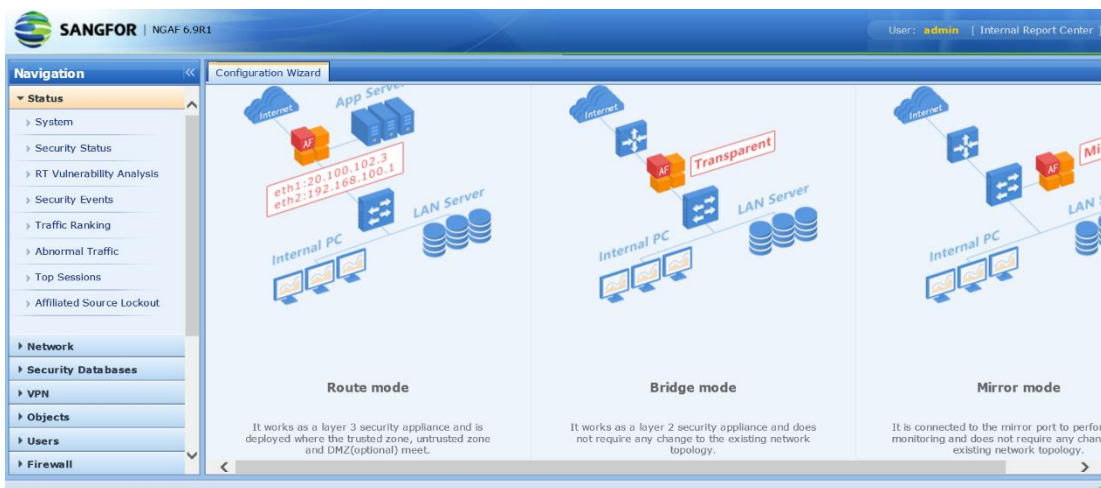 SANGFOR | NGAF 6.9R1
User: admin [ Internal Report Center ]
Navigation
Configuration Wizard
Status
System
Security Status
RT Vulnerability Analysis
Security Events
Traffic Ranking
Abnormal Traffic
Top Sessions
Affiliated Source Lockout
Network
Security Databases
VPN
Objects
Users
Firewall
Internet
App Server
AF
eth1:20.100.102.3
eth2:192.168.100.1
LAN Server
Internal PC
Route mode
It works as a layer 3 security appliance and is
deployed where the trusted zone, untrusted zone
and DMZ(optional) meet.
Internet
AF
Transparent
LAN Server
Internal PC
Bridge mode
It works as a layer 2 security appliance and does
not require any change to the existing network
topology.
Internet
AF
Mi
LAN
Internal PC
Mirror mode
It is connected to the mirror port to perfo
monitoring and does not require any chan
existing network topology.